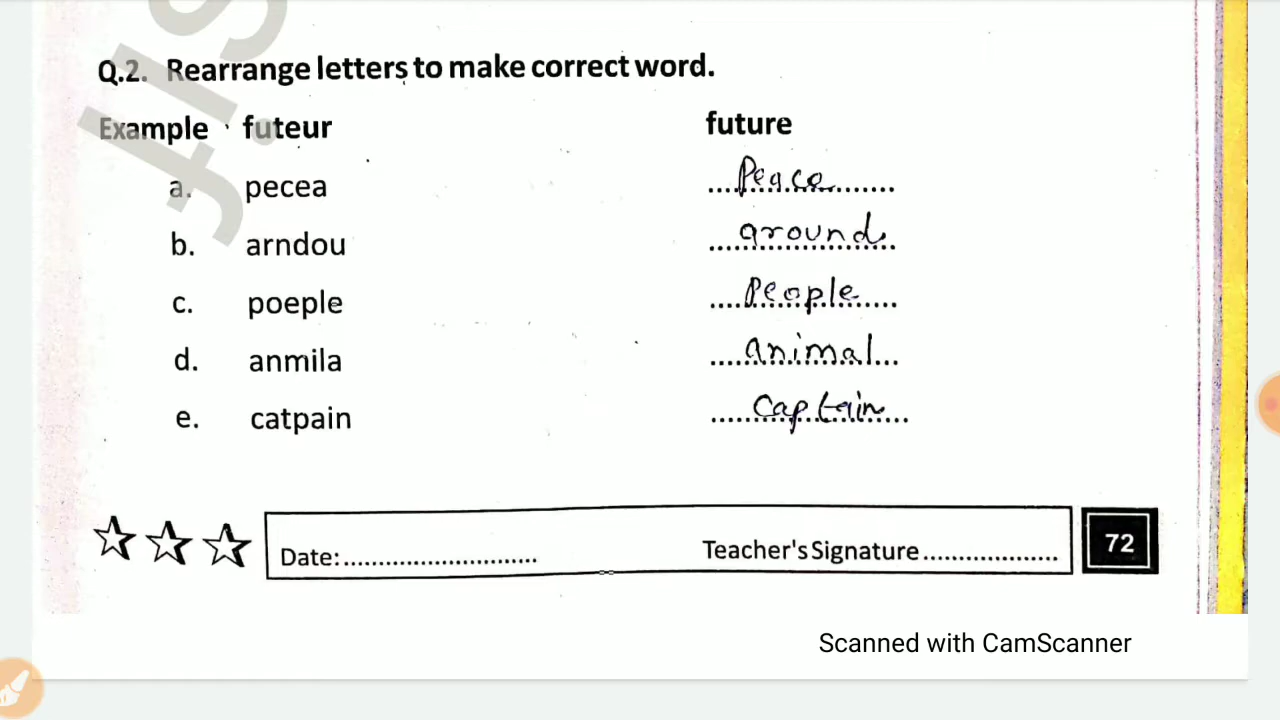 Q.2. Rearrange letters to make correct word.
Example futeur future
a. pecea Peace
b. arndou around
c. poeple People
d. anmila animal
e. catpain Captain
Date:........................... Teacher's Signature.................... 72
Scanned with CamScanner